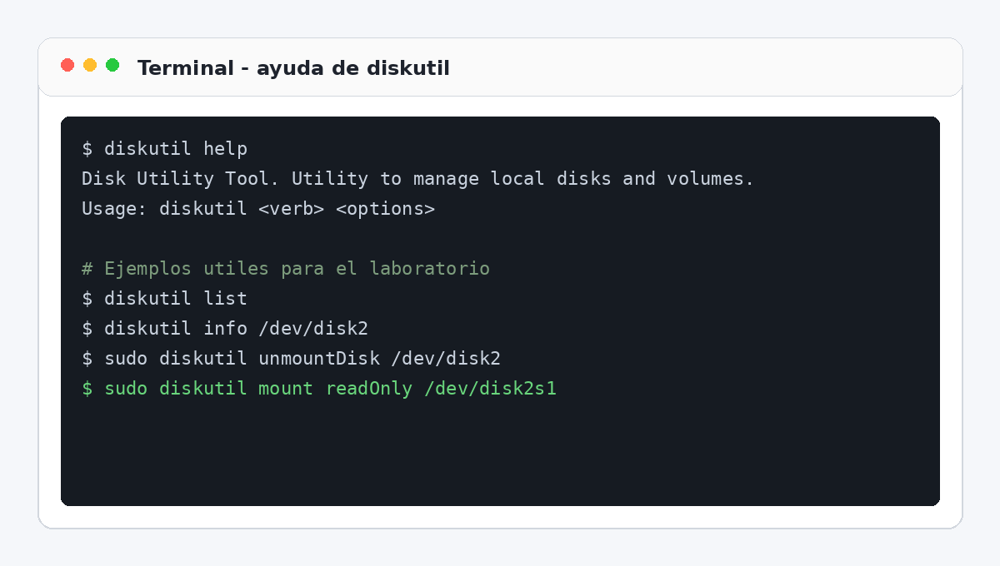 Terminal - ayuda de diskutil
$ diskutil help
Disk Utility Tool. Utility to manage local disks and volumes.
Usage: diskutil <verb> <options>
# Ejemplos utiles para el laboratorio
$ diskutil list
$ diskutil info /dev/disk2
$ sudo diskutil unmountDisk /dev/disk2
$ sudo diskutil mount readOnly /dev/disk2s1